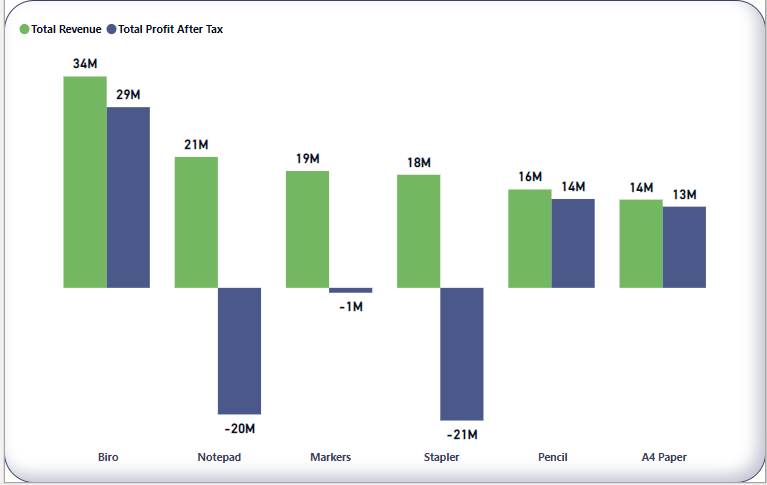 Total Revenue Total Profit After Tax
34M
29M
21M
19M
18M
16M
14M
14M
13M
-1M
-20M
-21M
Biro Notepad Markers Stapler Pencil A4 Paper